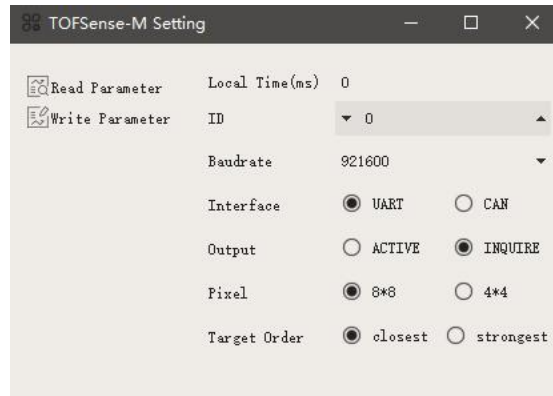 TOFSense-M Setting
Read Parameter
Write Parameter
Local Time(ms) 0
ID 0
Baudrate 921600
Interface UART CAN
Output ACTIVE INQUIRE
Pixel 8*8 4*4
Target Order closest strongest